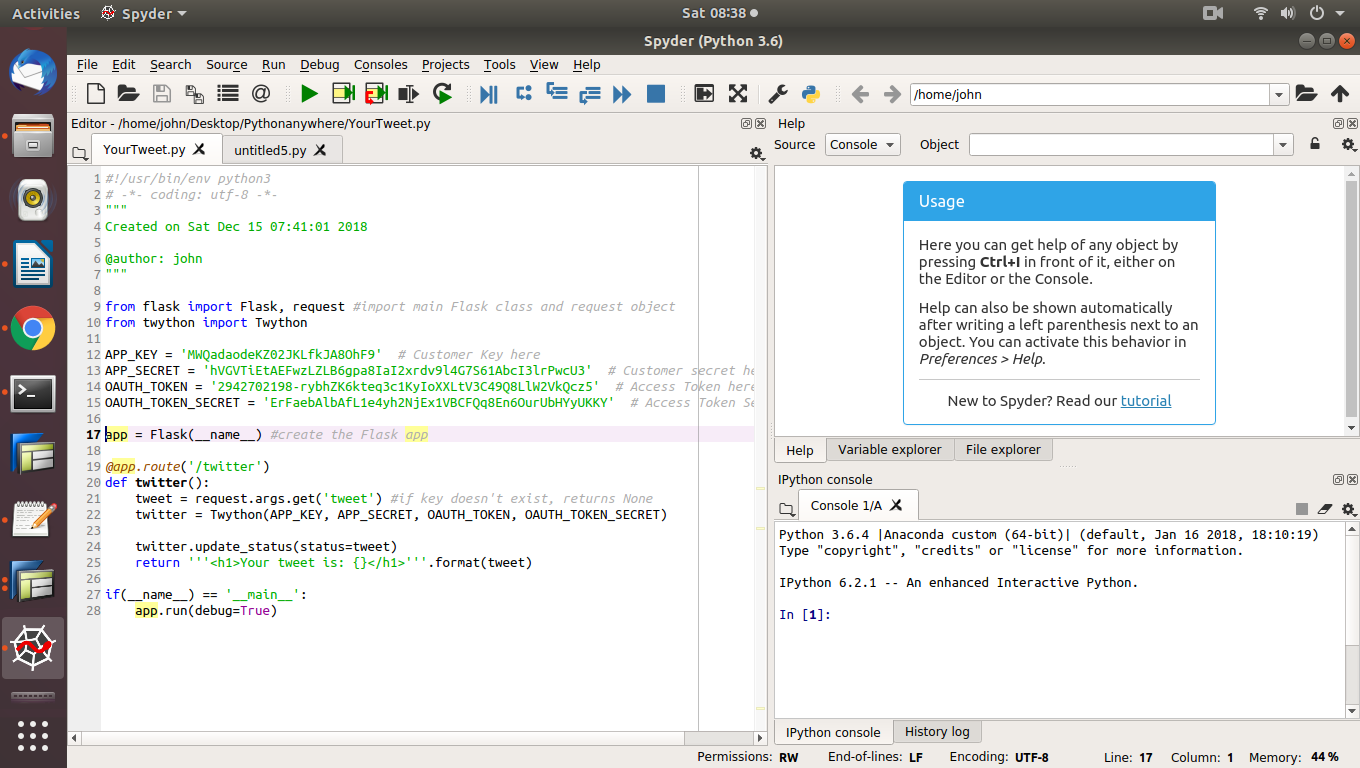 Activities
Spyder
Sat 08:38
Spyder (Python 3.6)
File Edit Search Source Run Debug Consoles Projects Tools View Help
/home/john
Editor - /home/john/Desktop/Pythonanywhere/YourTweet.py
YourTweet.py
untitled5.py
1 #!/usr/bin/env python3
2 # -*- coding: utf-8 -*-
3 """
4 Created on Sat Dec 15 07:41:01 2018
5
6 @author: john
7 """
8
9 from flask import Flask, request #import main Flask class and request object
10 from twython import Twython
11
12 APP_KEY = 'MWQadaodeKZ02JKLfkJA8OhF9'  # Customer Key here
13 APP_SECRET = 'hVGVTiEtAEFwzLZLB6gpa8IaI2xrdv9l4G7S61AbcI3lrPwcU3'  # Customer secret he
14 OAUTH_TOKEN = '2942702198-rybhZK6kteq3c1KyIoXXLtV3C49Q8LlW2VkQcz5'  # Access Token here
15 OAUTH_TOKEN_SECRET = 'ErFaebAlbAfL1e4yh2NjEx1VBCFQq8En6OurUbHYyUKKY'  # Access Token Se
16
17 app = Flask(__name__) #create the Flask app
18
19 @app.route('/twitter')
20 def twitter():
21     tweet = request.args.get('tweet') #if key doesn't exist, returns None
22     twitter = Twython(APP_KEY, APP_SECRET, OAUTH_TOKEN, OAUTH_TOKEN_SECRET)
23
24     twitter.update_status(status=tweet)
25     return '''<h1>Your tweet is: {}</h1>'''.format(tweet)
26
27 if(__name__) == '__main__':
28     app.run(debug=True)
Help
Source Console Object
Usage
Here you can get help of any object by
pressing Ctrl+I in front of it, either on
the Editor or the Console.
Help can also be shown automatically
after writing a left parenthesis next to an
object. You can activate this behavior in
Preferences > Help.
New to Spyder? Read our tutorial
Help Variable explorer File explorer
IPython console
Console 1/A
Python 3.6.4 |Anaconda custom (64-bit)| (default, Jan 16 2018, 18:10:19)
Type "copyright", "credits" or "license" for more information.
IPython 6.2.1 -- An enhanced Interactive Python.
In [1]:
IPython console History log
Permissions: RW End-of-lines: LF Encoding: UTF-8 Line: 17 Column: 1 Memory: 44 %